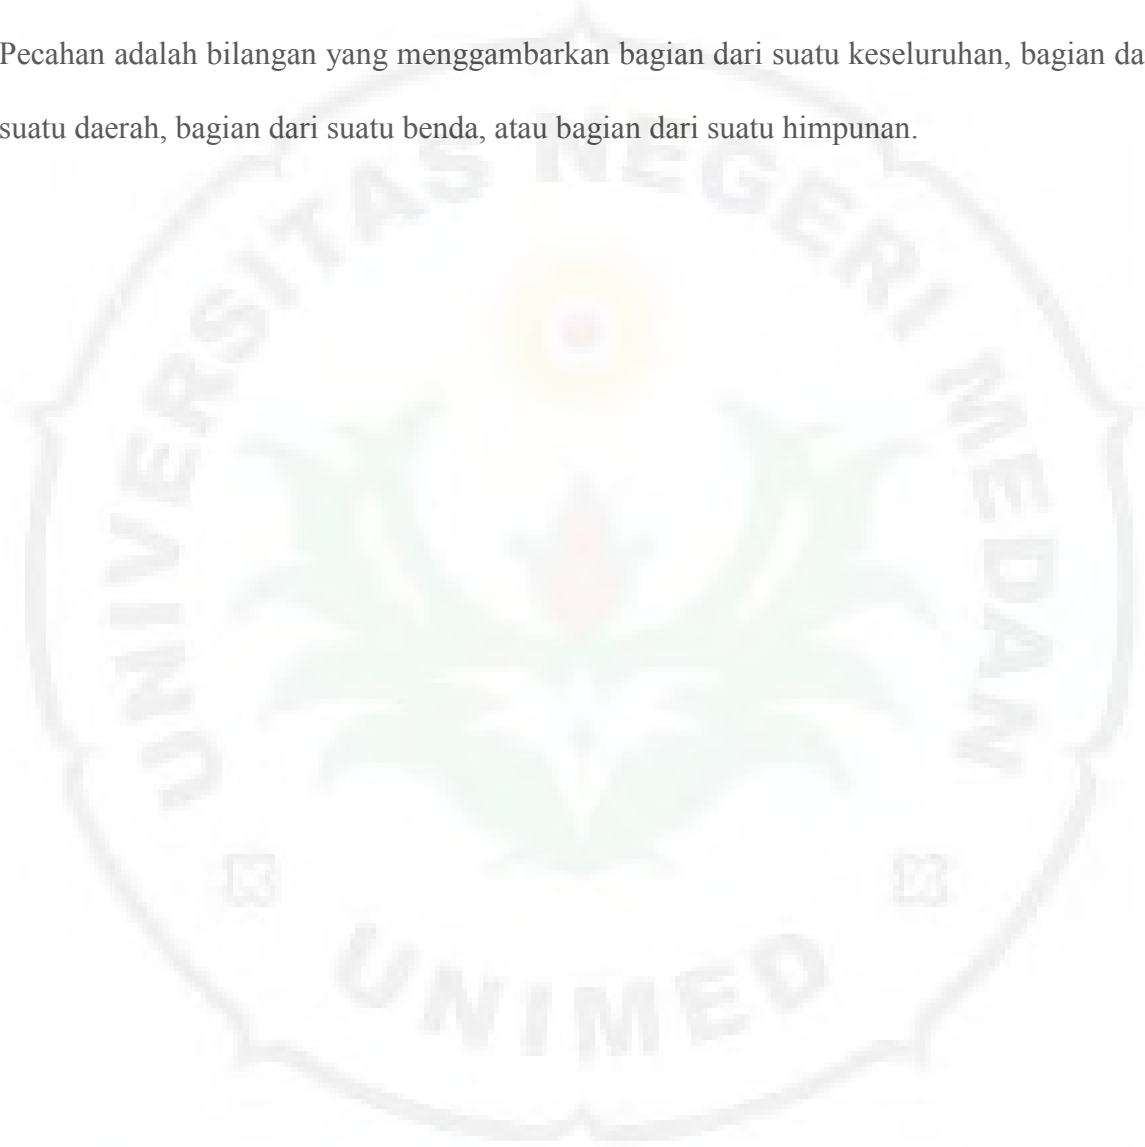 Pecahan adalah bilangan yang menggambarkan bagian dari suatu keseluruhan, bagian da
suatu daerah, bagian dari suatu benda, atau bagian dari suatu himpunan.
UNIVERSITAS NEGERI MEDAN
UNIMED